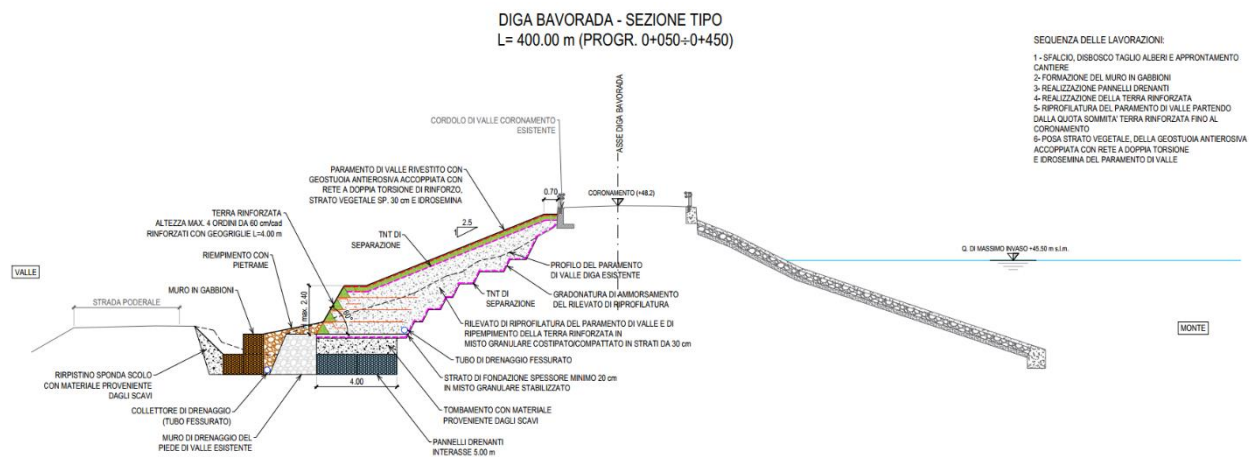 DIGA BAVORADA - SEZIONE TIPO
L= 400.00 m (PROGR. 0+050÷0+450)
SEQUENZA DELLE LAVORAZIONI:
1 - SFALCIO, DISBOSCO TAGLIO ALBERI E APPRONTAMENTO
CANTIERE
2- FORMAZIONE DEL MURO IN GABBIONI
3- REALIZZAZIONE PANNELLI DRENANTI
4- REALIZZAZIONE DELLA TERRA RINFORZATA
5- RIPROFILATURA DEL PARAMENTO DI VALLE PARTENDO
DALLA QUOTA SOMMITA' TERRA RINFORZATA FINO AL
CORONAMENTO
6- POSA STRATO VEGETALE, DELLA GEOSTUOIA ANTIEROSIVA
ACCOPPIATA CON RETE A DOPPIA TORSIONE
E IDROSEMINA DEL PARAMENTO DI VALLE
ASSE DIGA BAVORADA
CORDOLO DI VALLE CORONAMENTO
ESISTENTE
PARAMENTO DI VALLE RIVESTITO CON
GEOSTUOIA ANTIEROSIVA ACCOPPIATA CON
RETE A DOPPIA TORSIONE DI RINFORZO,
STRATO VEGETALE SP. 30 cm E IDROSEMINA
0.70
CORONAMENTO (+48.2)
TERRA RINFORZATA
ALTEZZA MAX. 4 ORDINI DA 60 cm/cad
RINFORZATI CON GEOGRIGLIE L=4.00 m
2.5
1
TNT DI
SEPARAZIONE
RIEMPIMENTO CON
PIETRAME
PROFILO DEL PARAMENTO
DI VALLE DIGA ESISTENTE
Q. DI MASSIMO INVASO +45.50 m s.l.m.
VALLE
MURO IN GABBIONI
TNT DI
SEPARAZIONE
GRADONATURA DI AMMORSAMENTO
DEL RILEVATO DI RIPROFILATURA
STRADA PODERALE
max. 2.40
60°
RILEVATO DI RIPROFILATURA DEL PARAMENTO DI VALLE E DI
RIPEMPIMENTO DELLA TERRA RINFORZATA IN
MISTO GRANULARE COSTIPATO/COMPATTATO IN STRATI DA 30 cm
MONTE
TUBO DI DRENAGGIO FESSURATO
RIRPISTINO SPONDA SCOLO
CON MATERIALE PROVENIENTE
DAGLI SCAVI
4.00
STRATO DI FONDAZIONE SPESSORE MINIMO 20 cm
IN MISTO GRANULARE STABILIZZATO
COLLETTORE DI DRENAGGIO
(TUBO FESSURATO)
TOMBAMENTO CON MATERIALE
PROVENIENTE DAGLI SCAVI
MURO DI DRENAGGIO DEL
PIEDE DI VALLE ESISTENTE
PANNELLI DRENANTI
INTERASSE 5.00 m